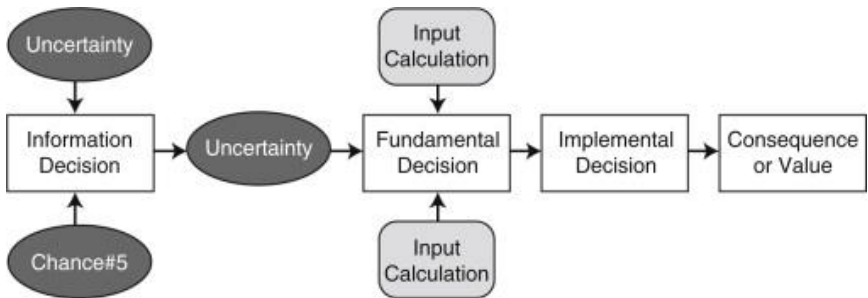 Uncertainty
Input
Calculation
Information
Decision
Uncertainty
Fundamental
Decision
Implemental
Decision
Consequence
or Value
Chance#5
Input
Calculation